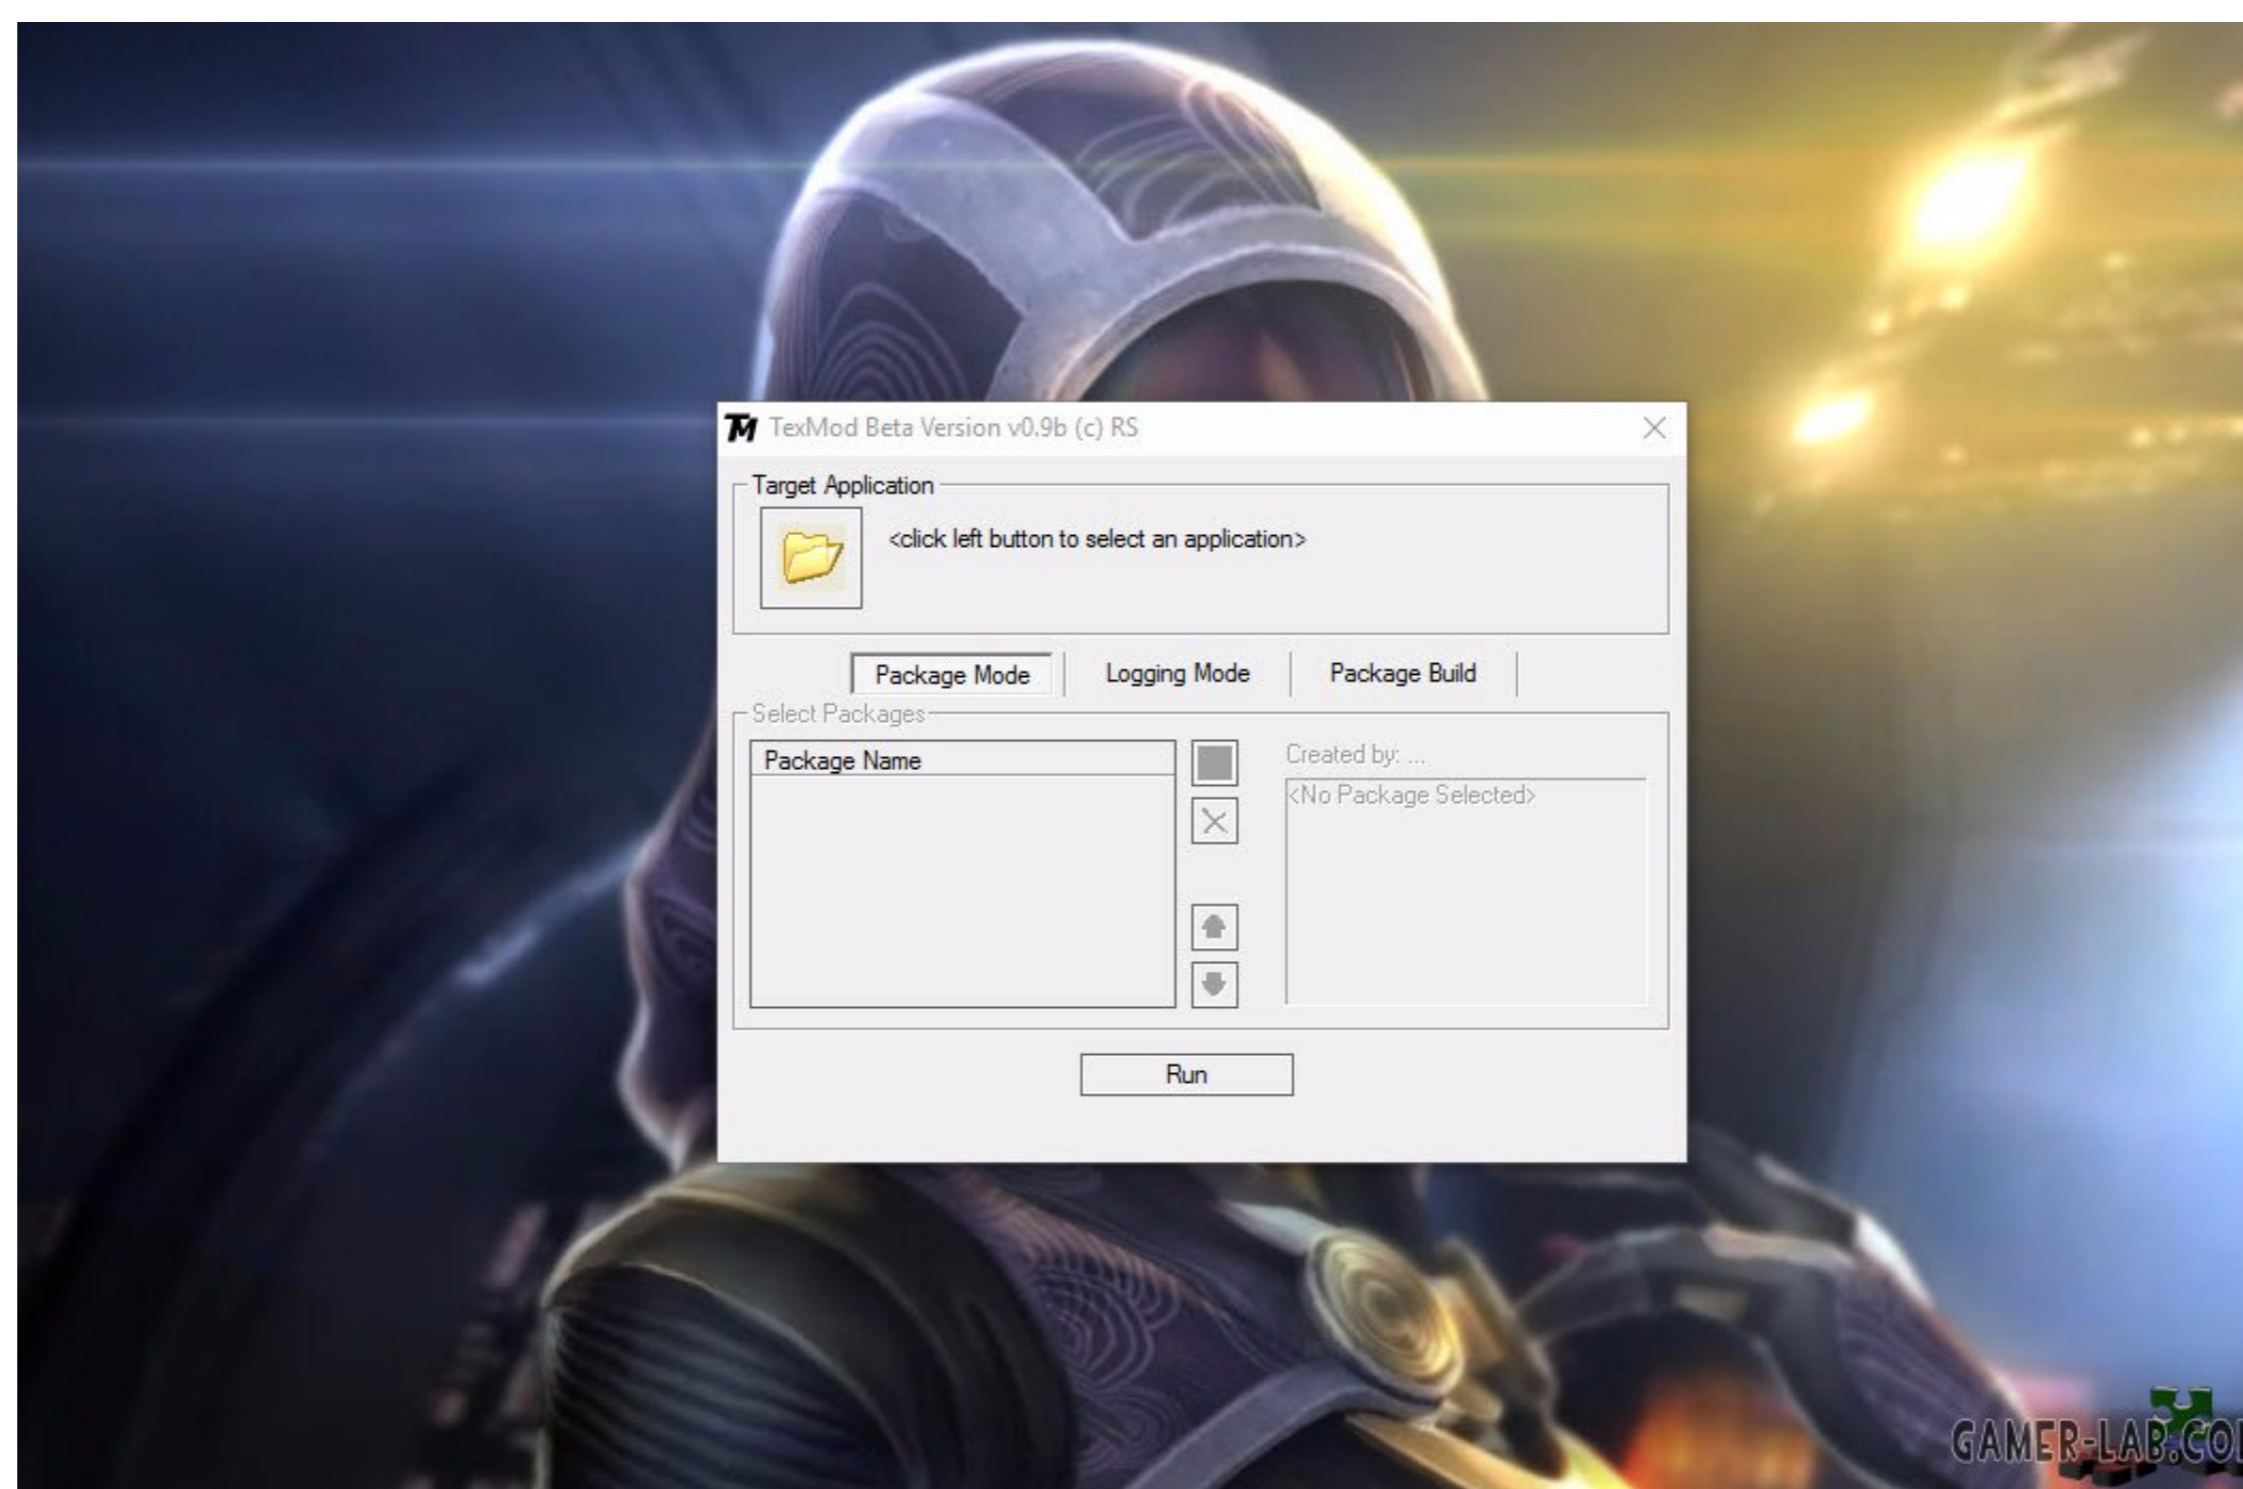 TM TexMod Beta Version v0.9b (c) RS
Target Application
<click left button to select an application>
Package Mode
Logging Mode
Package Build
Select Packages
Package Name
Created by: ...
<No Package Selected>
Run
GAMER-LAB.CO